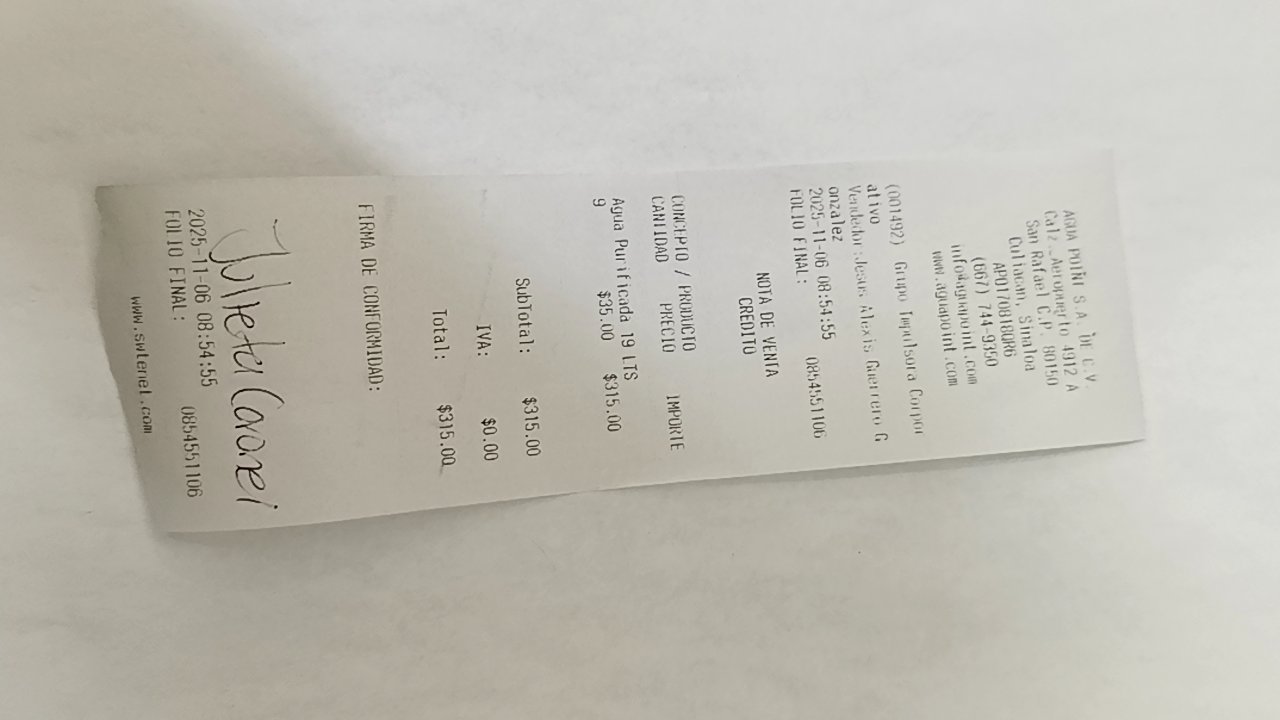 AGUA POINT S.A. DE C.V.
Calz. Aeropuerto 4912 A
San Rafael C.P. 80150
Culiacan, Sinaloa
APO170818QR6
(667) 744-9350
info@aguapoint.com
www.aguapoint.com
(001492) Grupo Impulsora Corpor
ativo
Vendedor:Jesus Alexis Guerrero G
onzalez
2025-11-06 08:54:55
FOLIO FINAL: 0854551106
NOTA DE VENTA
CREDITO
CONCEPTO / PRODUCTO
CANTIDAD PRECIO IMPORTE
Agua Purificada 19 LTS
9 $35.00 $315.00
SubTotal: $315.00
IVA: $0.00
Total: $315.00
FIRMA DE CONFORMIDAD:
Julieta
2025-11-06 08:54:55
FOLIO FINAL: 0854551106
www.swtenel.com